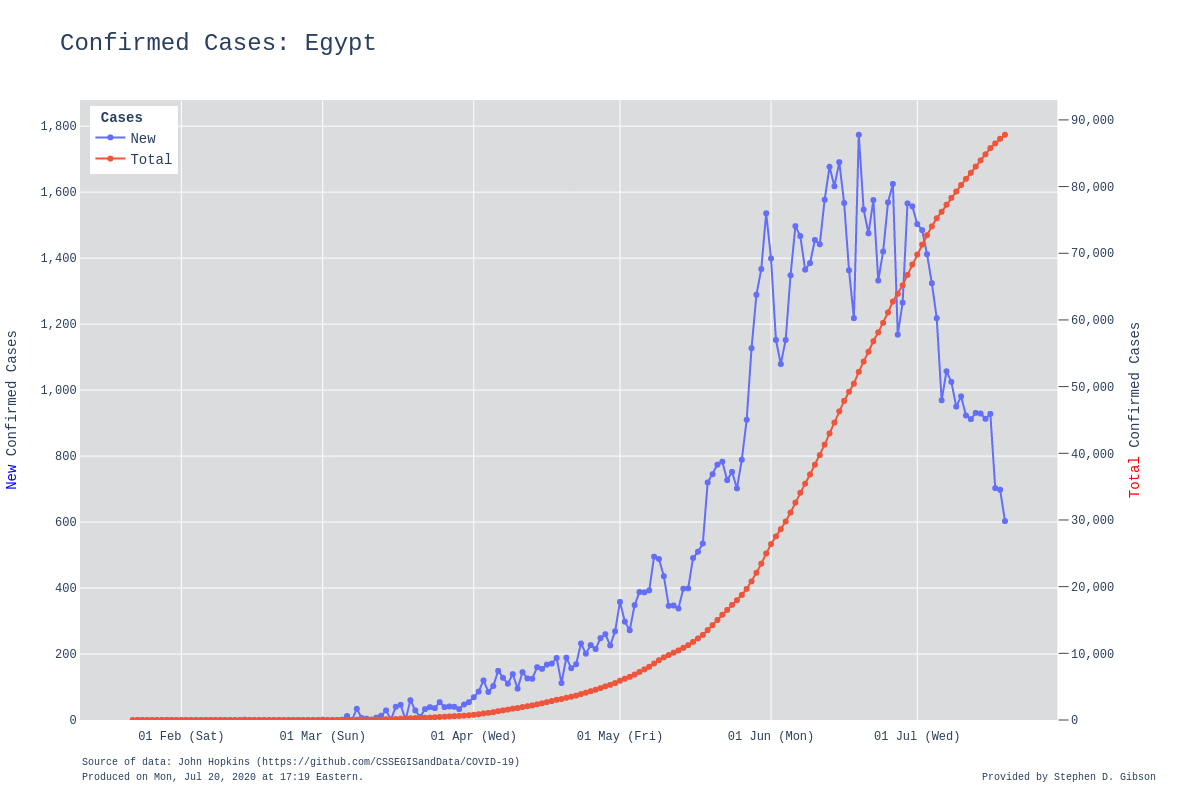 Confirmed Cases: Egypt
Cases
New
Total
1,800
1,600
1,400
1,200
1,000
800
600
400
200
0
New Confirmed Cases
90,000
80,000
70,000
60,000
50,000
40,000
30,000
20,000
10,000
0
Total Confirmed Cases
01 Feb (Sat) 01 Mar (Sun) 01 Apr (Wed) 01 May (Fri) 01 Jun (Mon) 01 Jul (Wed)
Source of data: John Hopkins (https://github.com/CSSEGISandData/COVID-19)
Produced on Mon, Jul 20, 2020 at 17:19 Eastern.
Provided by Stephen D. Gibson